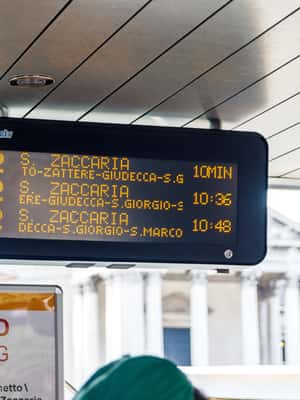 S. ZACCARIA 10MIN
TO-ZATTERE-GIUDECCA-S.G
S. ZACCARIA 10:36
ERE-GIUDECCA-S.GIORGIO-S
S. ZACCARIA 10:48
DECCA-S.GIORGIO-S.MARCO